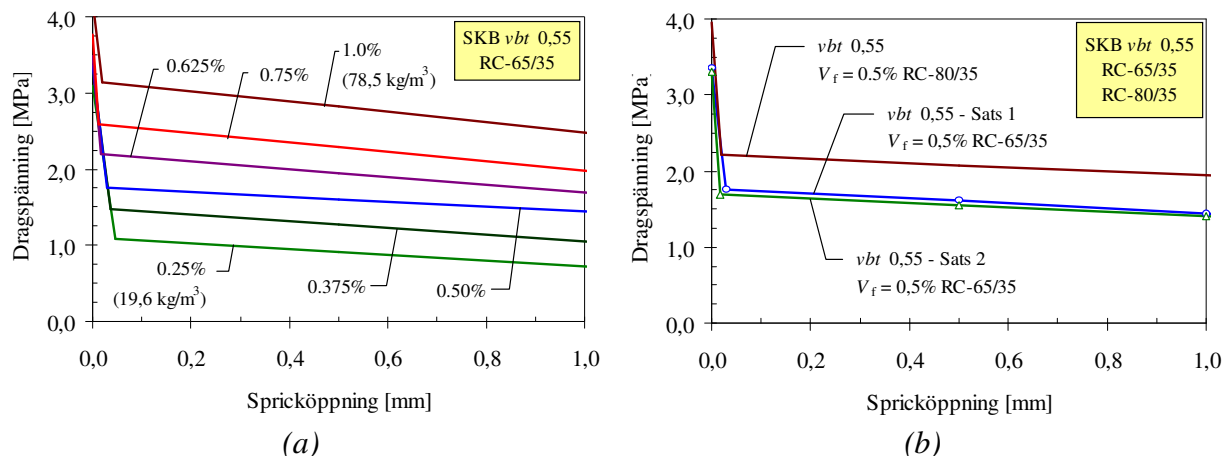 4,0
3,0
2,0
1,0
0,0
Dragspänning [MPa]
0,0 0,2 0,4 0,6 0,8 1,0
Spricköppning [mm]
SKB vbt 0,55
RC-65/35
1.0%
(78,5 kg/m³)
0.625%
0.75%
0.25%
(19,6 kg/m³)
0.375%
0.50%
(a)
4,0
3,0
2,0
1,0
0,0
Dragspänning [MPa]
0,0 0,2 0,4 0,6 0,8 1,0
Spricköppning [mm]
SKB vbt 0,55
RC-65/35
RC-80/35
vbt 0,55
Vf = 0.5% RC-80/35
vbt 0,55 - Sats 1
Vf = 0,5% RC-65/35
vbt 0,55 - Sats 2
Vf = 0,5% RC-65/35
(b)